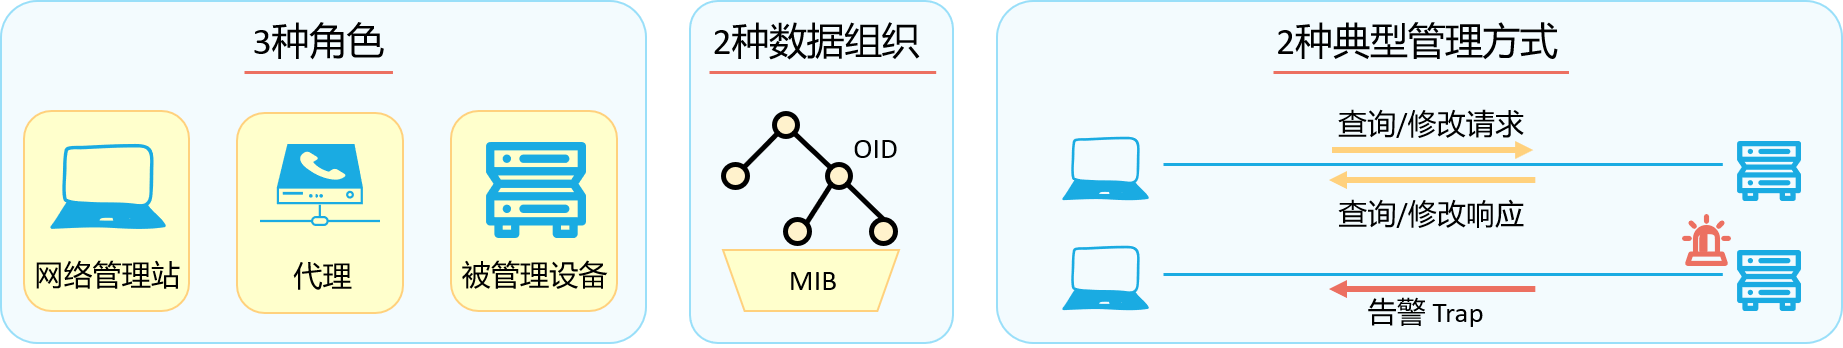 3种角色
网络管理站
代理
被管理设备
2种数据组织
OID
MIB
2种典型管理方式
查询/修改请求
查询/修改响应
告警 Trap